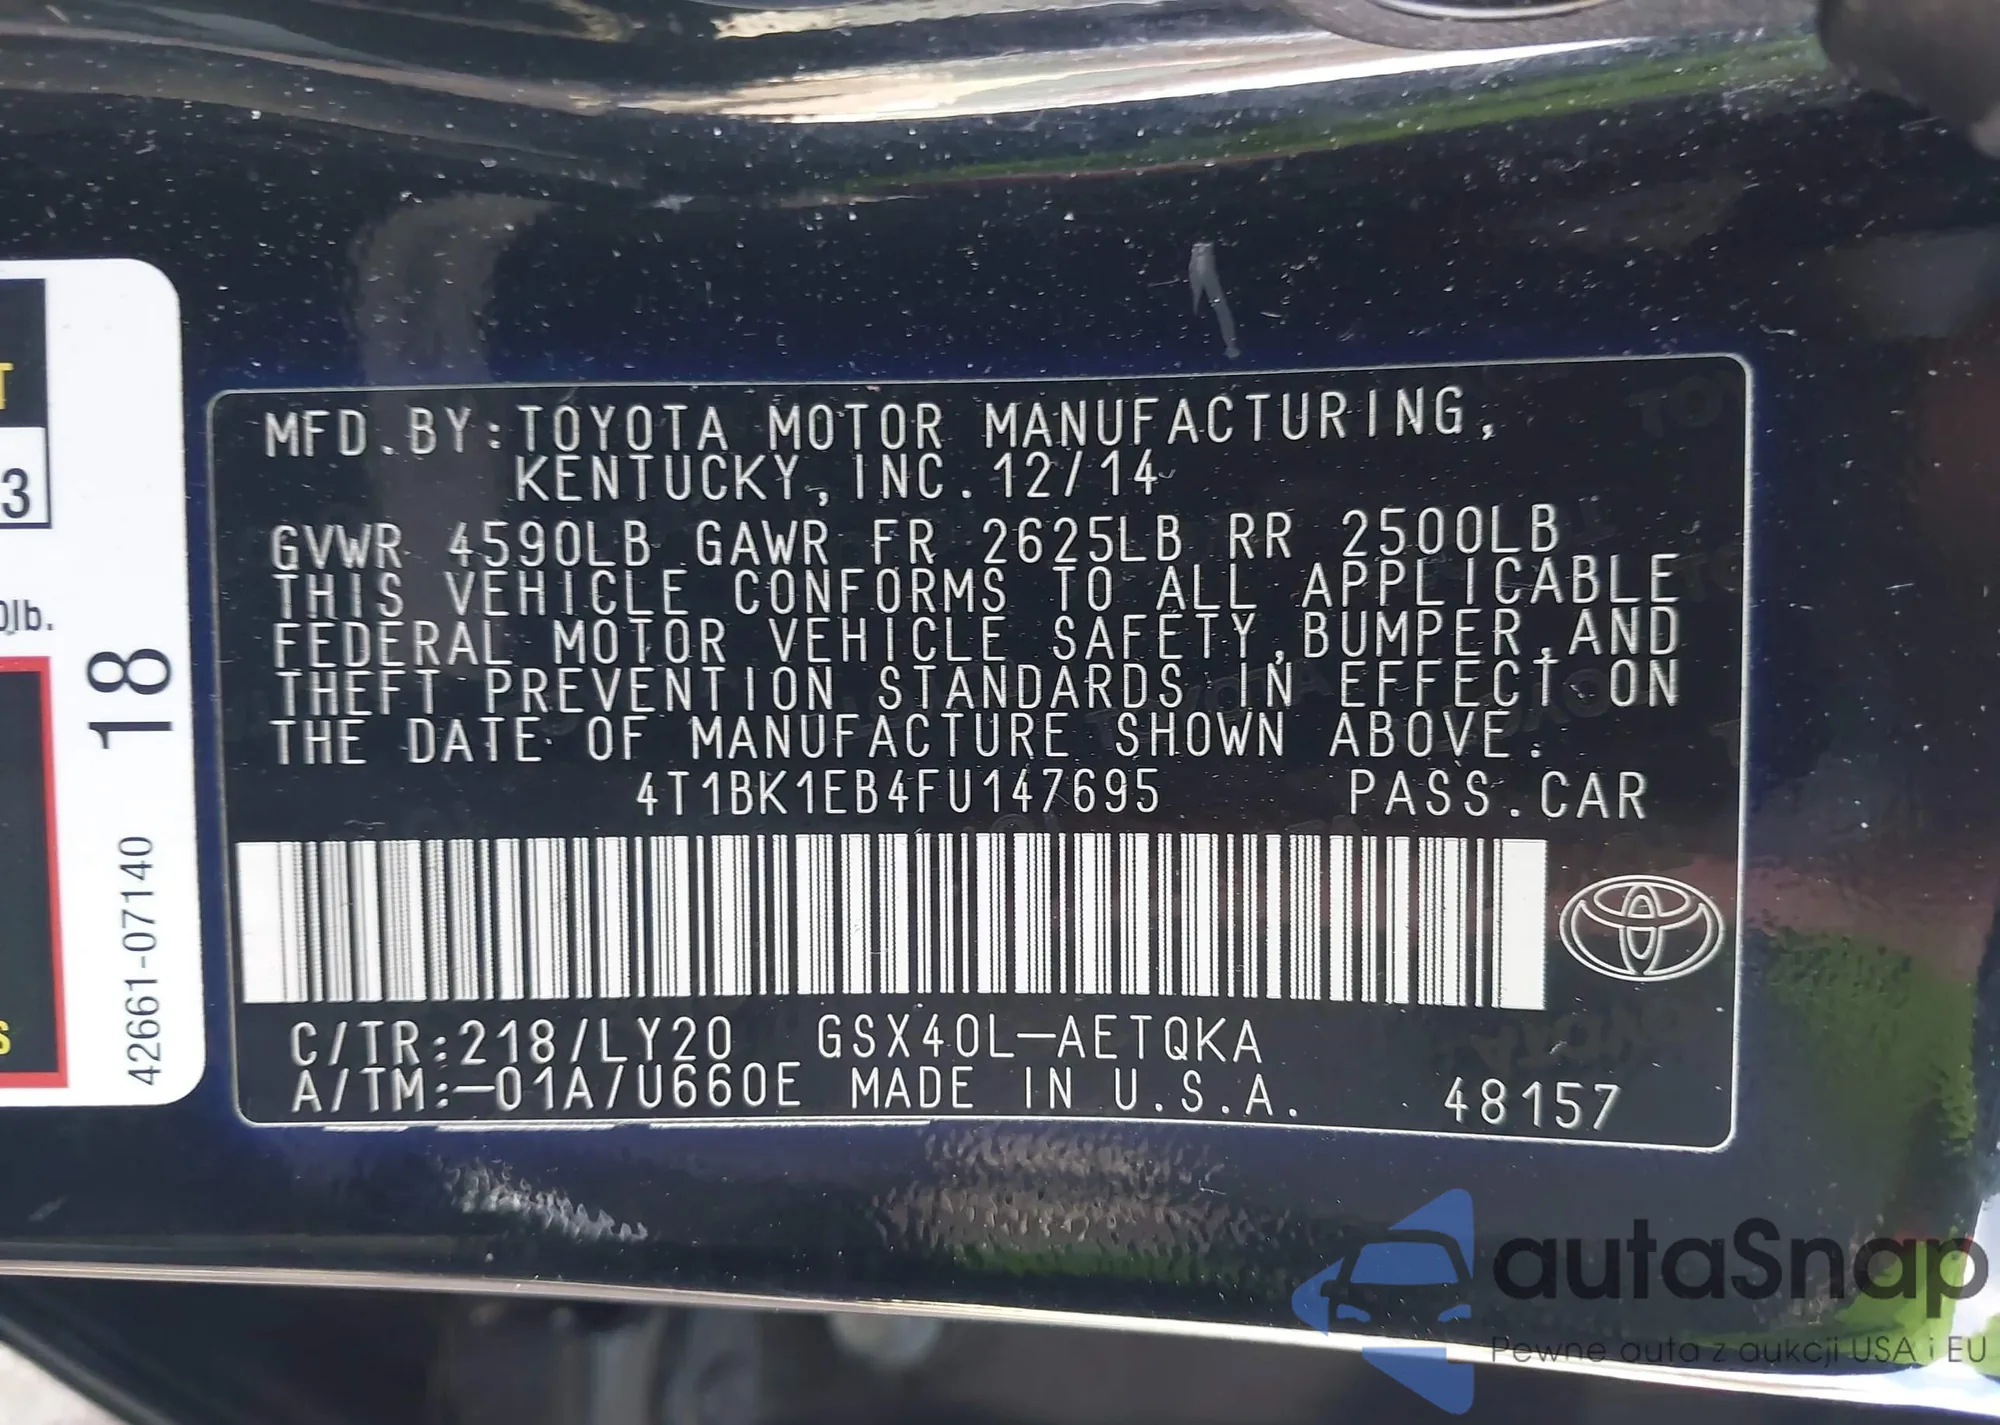 T
3
0lb.
18
42661-07140
S
MFD.BY:TOYOTA MOTOR MANUFACTURING,
KENTUCKY,INC.12/14
GVWR 4590LB GAWR FR 2625LB RR 2500LB
THIS VEHICLE CONFORMS TO ALL APPLICABLE
FEDERAL MOTOR VEHICLE SAFETY,BUMPER,AND
THEFT PREVENTION STANDARDS IN EFFECT ON
THE DATE OF MANUFACTURE SHOWN ABOVE.
4T1BK1EB4FU147695 PASS.CAR
C/TR:218/LY20 GSX40L-AETQKA
A/TM:-01A/U660E MADE IN U.S.A. 48157
autaSnap
Pewne auta z aukcji USA i EU